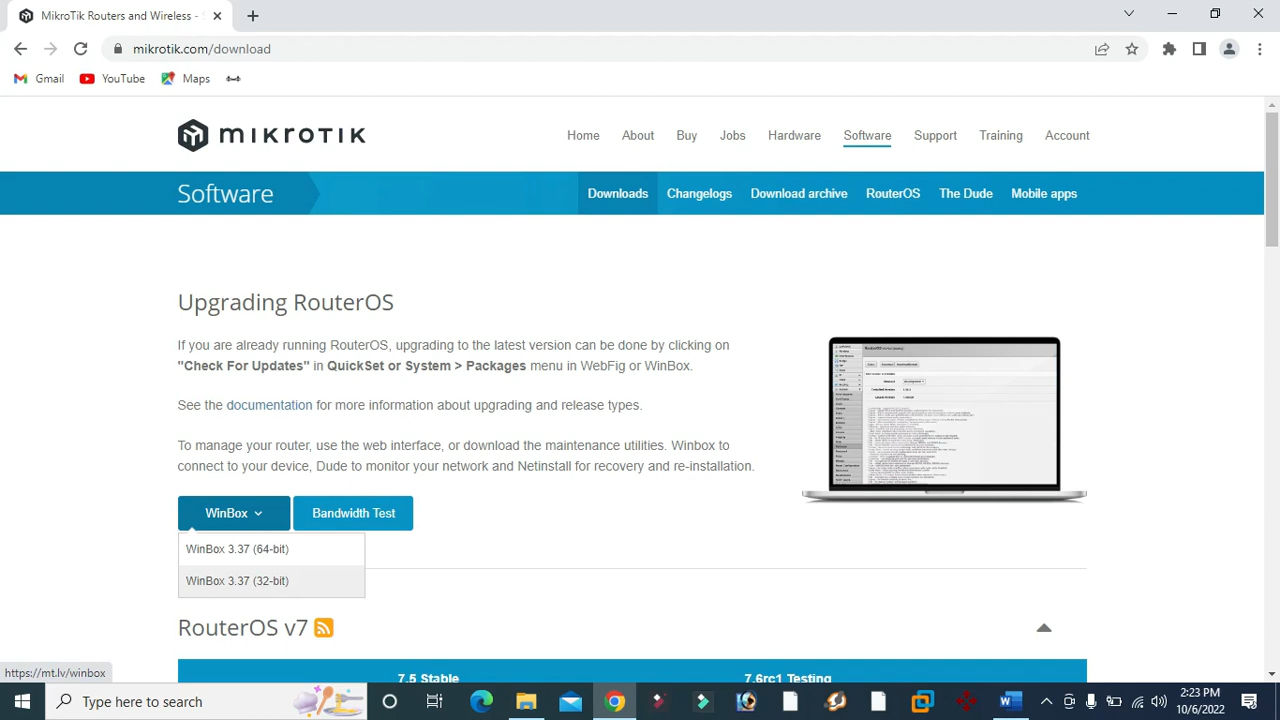 MikroTik Routers and Wireless - S
mikrotik.com/download
Gmail
YouTube
Maps
MIKROTIK
Home
About
Buy
Jobs
Hardware
Software
Support
Training
Account
Software
Downloads
Changelogs
Download archive
RouterOS
The Dude
Mobile apps
Upgrading RouterOS
If you are already running RouterOS, upgrading to the latest version can be done by clicking on
"Check For Updates" in QuickSet or System > Packages menu in WebFig or WinBox.
See the documentation for more information about upgrading and release types.
To manage your router, use the web interface, or download the maintenance utilities. Winbox to
connect to your device, Dude to monitor your network and Netinstall for recovery and re-installation.
WinBox
Bandwidth Test
WinBox 3.37 (64-bit)
WinBox 3.37 (32-bit)
RouterOS v7
7.5 Stable
7.6rc1 Testing
https://mt.lv/winbox
Type here to search
2:23 PM
10/6/2022